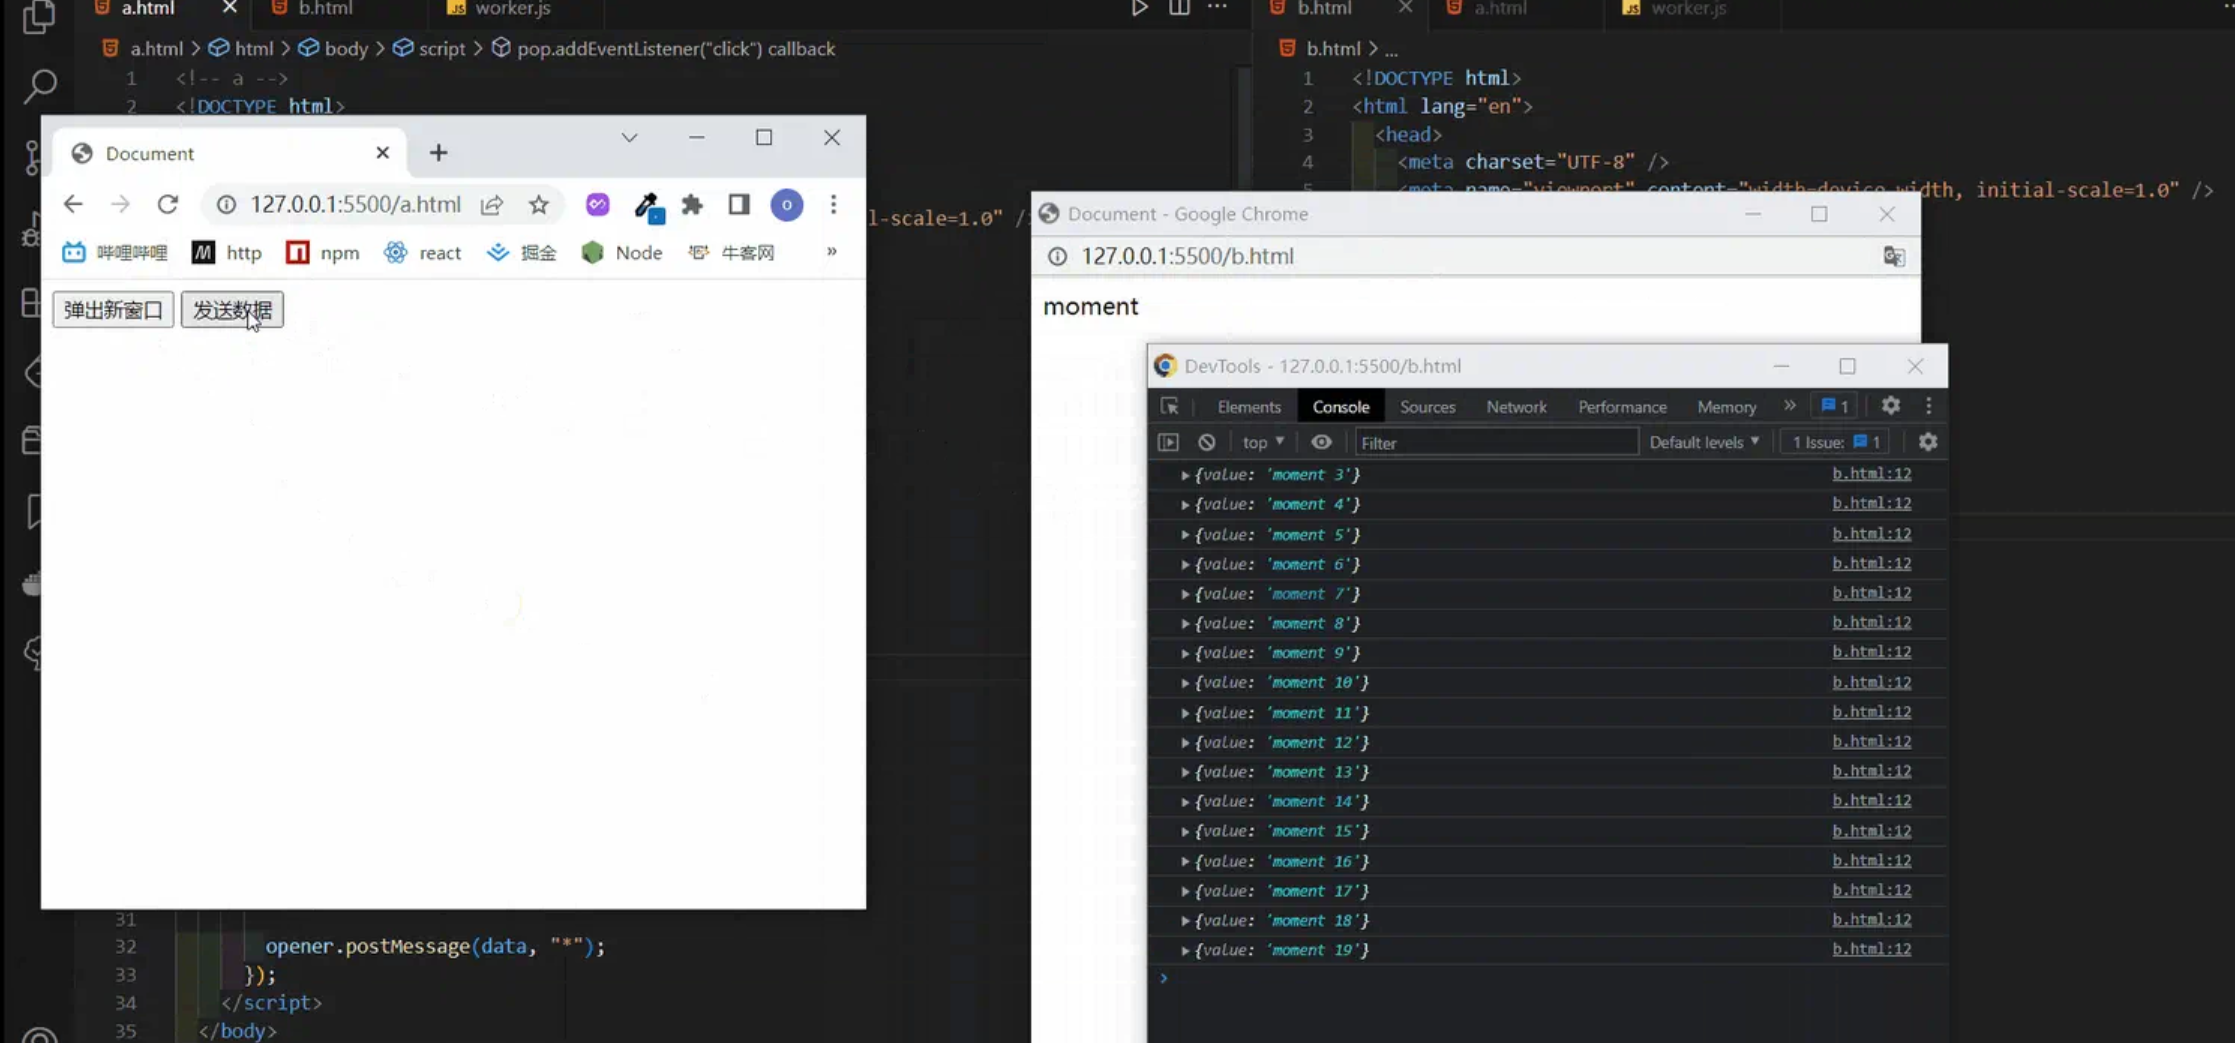 a.html
b.html
worker.js
a.html > html > body > script > pop.addEventListener("click") callback
1 <!-- a -->
2 <!DOCTYPE html>
l-scale=1.0" />
b.html
a.html
worker.js
b.html > ...
1 <!DOCTYPE html>
2 <html lang="en">
3 <head>
4 <meta charset="UTF-8" />
5 <meta name="viewport" content="width=device-width, initial-scale=1.0" />
Document
127.0.0.1:5500/a.html
o
哔哩哔哩 http npm react 掘金 Node 牛客网 »
弹出新窗口 发送数据
31
32 opener.postMessage(data, "*");
33 });
34 </script>
35 </body>
Document - Google Chrome
127.0.0.1:5500/b.html
moment
DevTools - 127.0.0.1:5500/b.html
Elements Console Sources Network Performance Memory » 1
top Filter Default levels 1 Issue: 1
{value: 'moment 3'} b.html:12
{value: 'moment 4'} b.html:12
{value: 'moment 5'} b.html:12
{value: 'moment 6'} b.html:12
{value: 'moment 7'} b.html:12
{value: 'moment 8'} b.html:12
{value: 'moment 9'} b.html:12
{value: 'moment 10'} b.html:12
{value: 'moment 11'} b.html:12
{value: 'moment 12'} b.html:12
{value: 'moment 13'} b.html:12
{value: 'moment 14'} b.html:12
{value: 'moment 15'} b.html:12
{value: 'moment 16'} b.html:12
{value: 'moment 17'} b.html:12
{value: 'moment 18'} b.html:12
{value: 'moment 19'} b.html:12